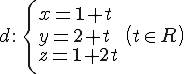 d: { x = 1 + t
y = 2 + t (t ∈ R)
z = 1 + 2t